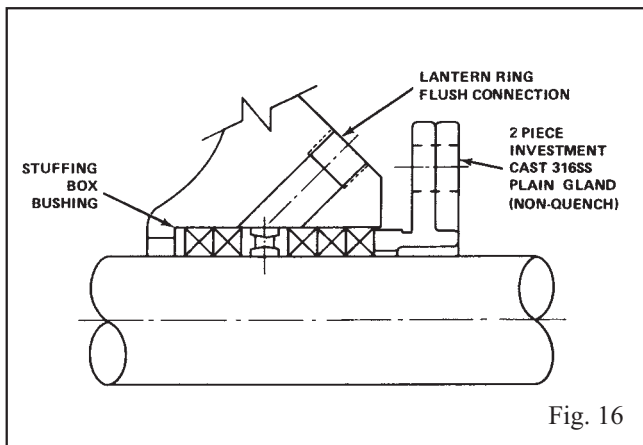 LANTERN RING
FLUSH CONNECTION
2 PIECE
INVESTMENT
CAST 316SS
PLAIN GLAND
(NON-QUENCH)
STUFFING
BOX
BUSHING
Fig. 16